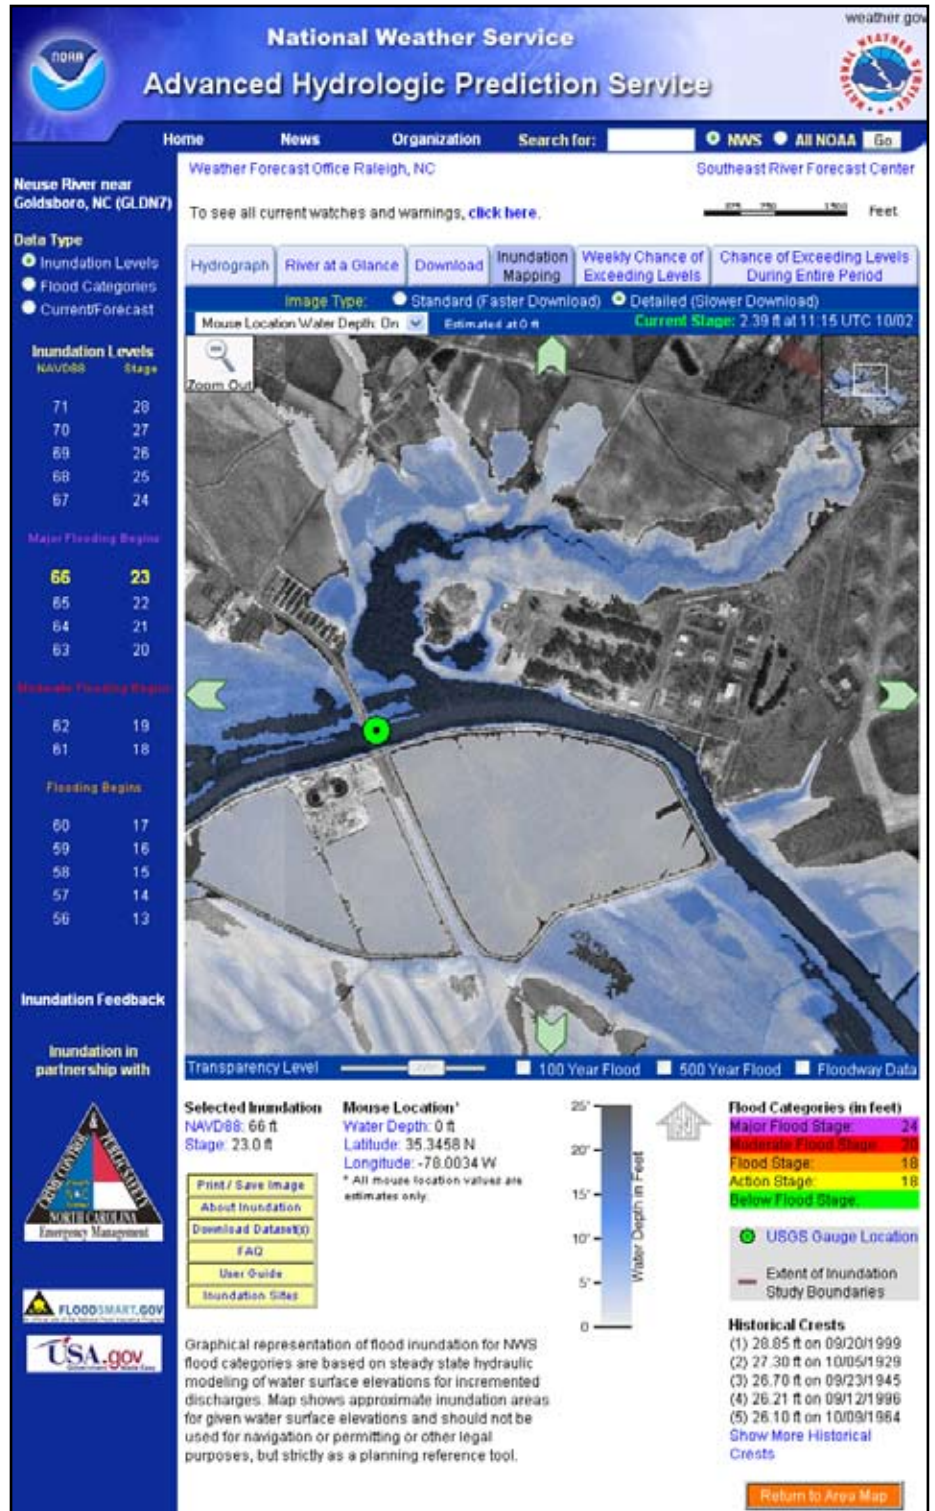 weather.gov
National Weather Service
Advanced Hydrologic Prediction Service
NOAA
NATIONAL WEATHER SERVICE
Home News Organization Search for: NWS All NOAA Go
Neuse River near
Goldsboro, NC (GLDN7)
Data Type
Inundation Levels
Flood Categories
Current/Forecast
Inundation Levels
NAVD88 Stage
71 28
70 27
69 26
68 25
67 24
Major Flooding Begins
66 23
65 22
64 21
63 20
Moderate Flooding Begins
62 19
61 18
Flooding Begins
60 17
59 16
58 15
57 14
56 13
Inundation Feedback
Inundation in
partnership with
CRIME CONTROL & PUBLIC SAFETY
NORTH CAROLINA
Emergency Management
FLOODSMART.GOV
USA.gov
Weather Forecast Office Raleigh, NC Southeast River Forecast Center
To see all current watches and warnings, click here.
375 750 1500 Feet
Hydrograph River at a Glance Download Inundation Mapping Weekly Chance of Exceeding Levels Chance of Exceeding Levels During Entire Period
Image Type: Standard (Faster Download) Detailed (Slower Download)
Mouse Location Water Depth: On Estimated at 0 ft Current Stage: 2.39 ft at 11:15 UTC 10/02
Zoom Out
Transparency Level 100 Year Flood 500 Year Flood Floodway Data
Selected Inundation
NAVD88: 66 ft
Stage: 23.0 ft
Print / Save Image
About Inundation
Download Dataset(s)
FAQ
User Guide
Inundation Sites
Mouse Location*
Water Depth: 0 ft
Latitude: 35.3458 N
Longitude: -78.0034 W
* All mouse location values are
estimates only.
25'
20'
15'
10'
5'
0
Water Depth in Feet
N
Flood Categories (in feet)
Major Flood Stage: 24
Moderate Flood Stage: 20
Flood Stage: 18
Action Stage: 18
Below Flood Stage:
USGS Gauge Location
Extent of Inundation
Study Boundaries
Historical Crests
(1) 28.85 ft on 09/20/1999
(2) 27.30 ft on 10/05/1929
(3) 26.70 ft on 09/23/1945
(4) 26.21 ft on 09/12/1996
(5) 26.10 ft on 10/09/1964
Show More Historical
Crests
Graphical representation of flood inundation for NWS
flood categories are based on steady state hydraulic
modeling of water surface elevations for incremented
discharges. Map shows approximate inundation areas
for given water surface elevations and should not be
used for navigation or permitting or other legal
purposes, but strictly as a planning reference tool.
Return to Area Map